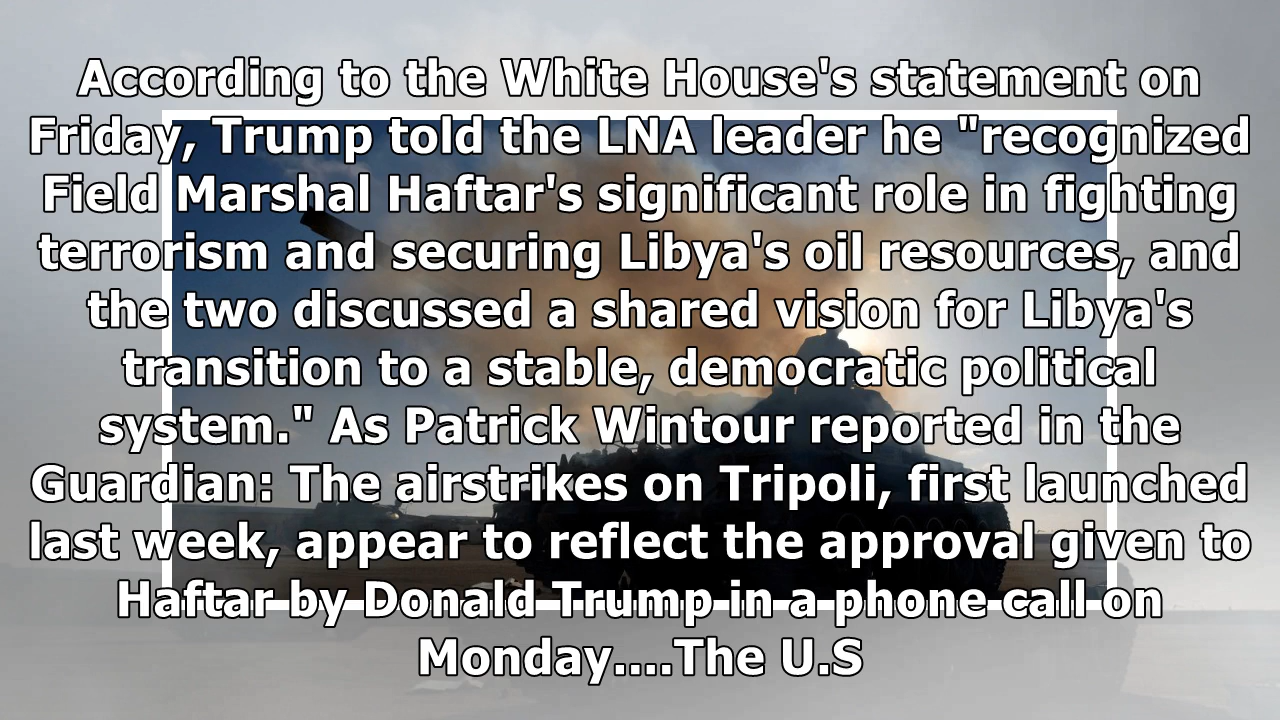 According to the White House's statement on
Friday, Trump told the LNA leader he "recognized
Field Marshal Haftar's significant role in fighting
terrorism and securing Libya's oil resources, and
the two discussed a shared vision for Libya's
transition to a stable, democratic political
system." As Patrick Wintour reported in the
Guardian: The airstrikes on Tripoli, first launched
last week, appear to reflect the approval given to
Haftar by Donald Trump in a phone call on
Monday....The U.S